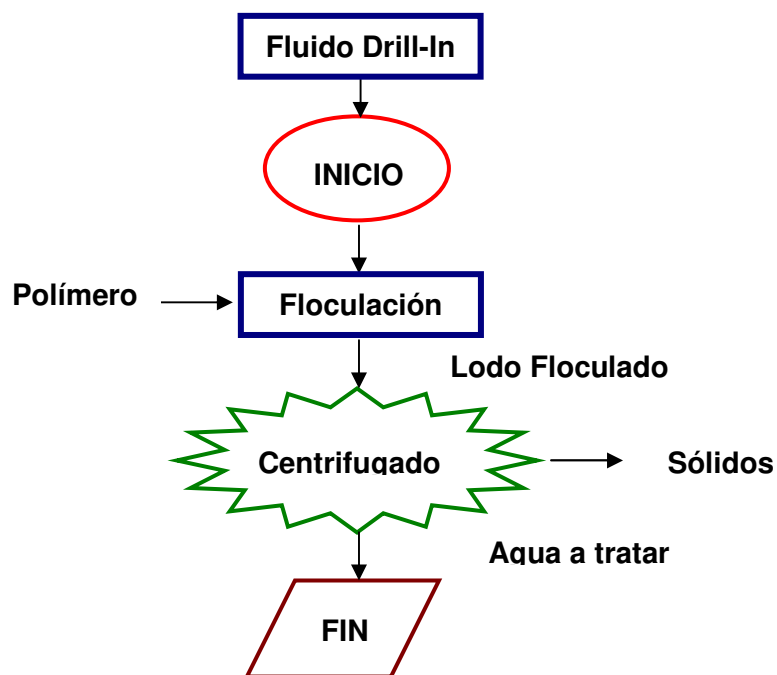 Fluido Drill-In
INICIO
Polímero
Floculación
Lodo Floculado
Centrifugado
Sólidos
Agua a tratar
FIN